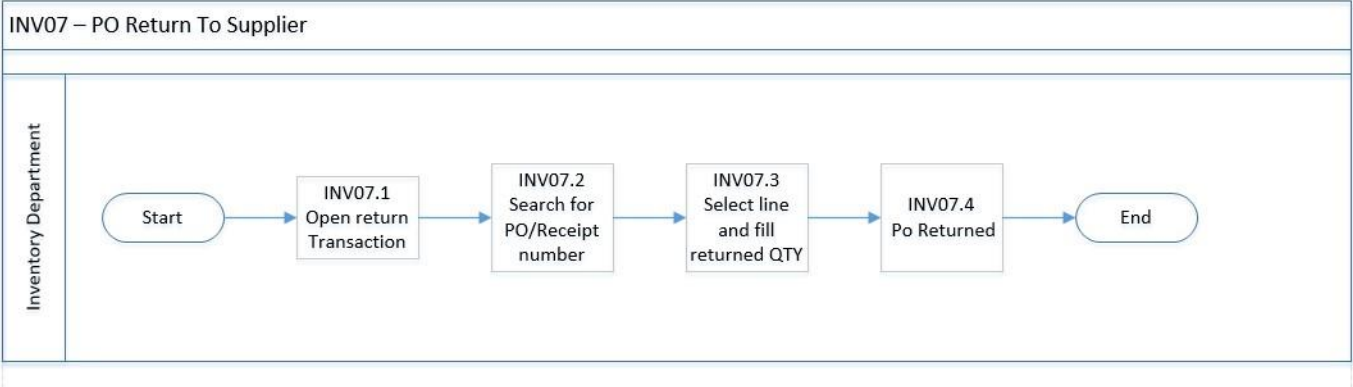 INV07 – PO Return To Supplier
Inventory Department
Start
INV07.1
Open return
Transaction
INV07.2
Search for
PO/Receipt
number
INV07.3
Select line
and fill
returned QTY
INV07.4
Po Returned
End